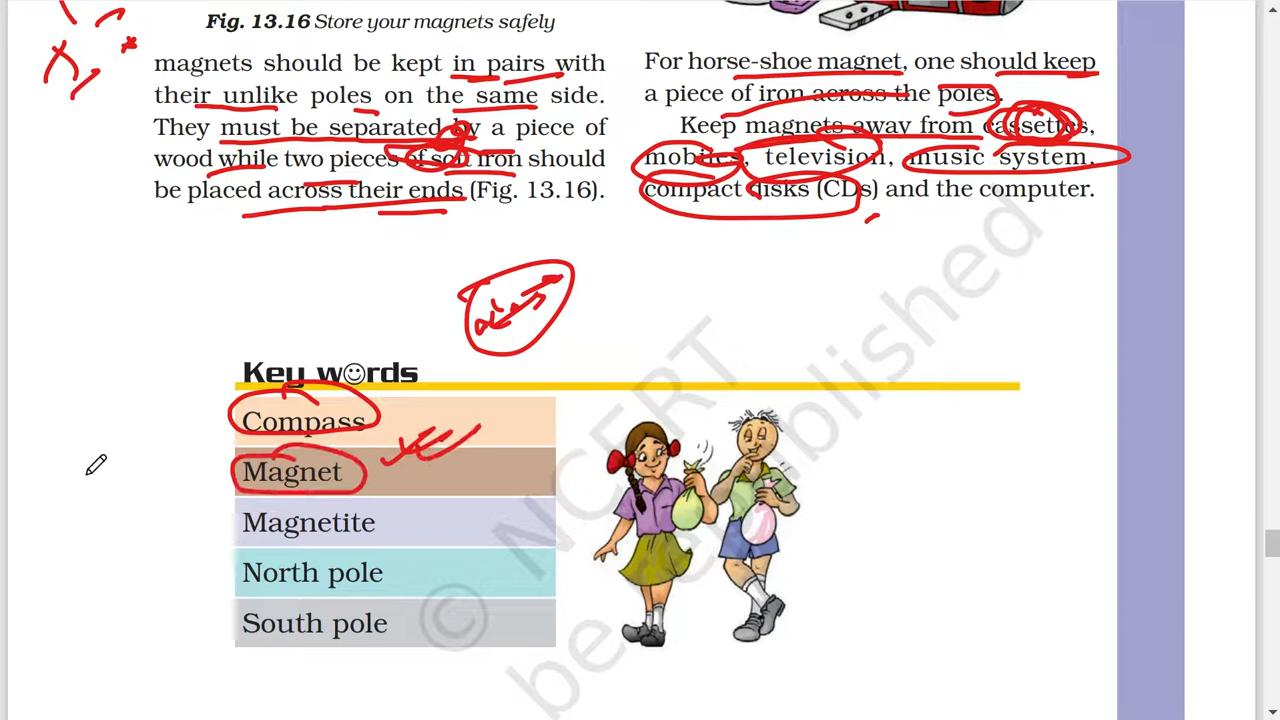 Fig. 13.16 Store your magnets safely
magnets should be kept in pairs with
their unlike poles on the same side.
They must be separated by a piece of
wood while two pieces of soft iron should
be placed across their ends (Fig. 13.16).
For horse-shoe magnet, one should keep
a piece of iron across the poles.
Keep magnets away from cassettes,
mobiles, television, music system,
compact disks (CDs) and the computer.
Key words
Compass
Magnet
Magnetite
North pole
South pole
© NCERT
be republished